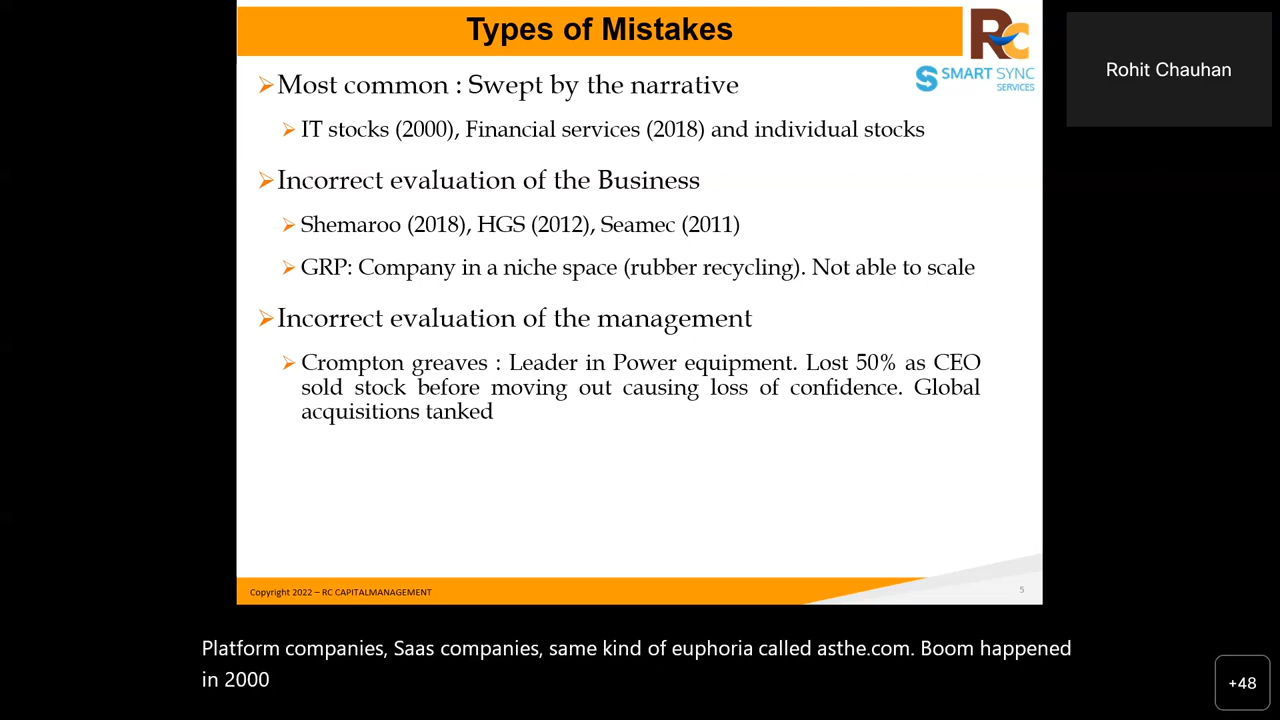 Types of Mistakes
RC
SMART SYNC
SERVICES
Rohit Chauhan
Most common : Swept by the narrative
IT stocks (2000), Financial services (2018) and individual stocks
Incorrect evaluation of the Business
Shemaroo (2018), HGS (2012), Seamec (2011)
GRP: Company in a niche space (rubber recycling). Not able to scale
Incorrect evaluation of the management
Crompton greaves : Leader in Power equipment. Lost 50% as CEO
sold stock before moving out causing loss of confidence. Global
acquisitions tanked
Copyright 2022 – RC CAPITALMANAGEMENT
5
Platform companies, Saas companies, same kind of euphoria called asthe.com. Boom happened
in 2000
+48